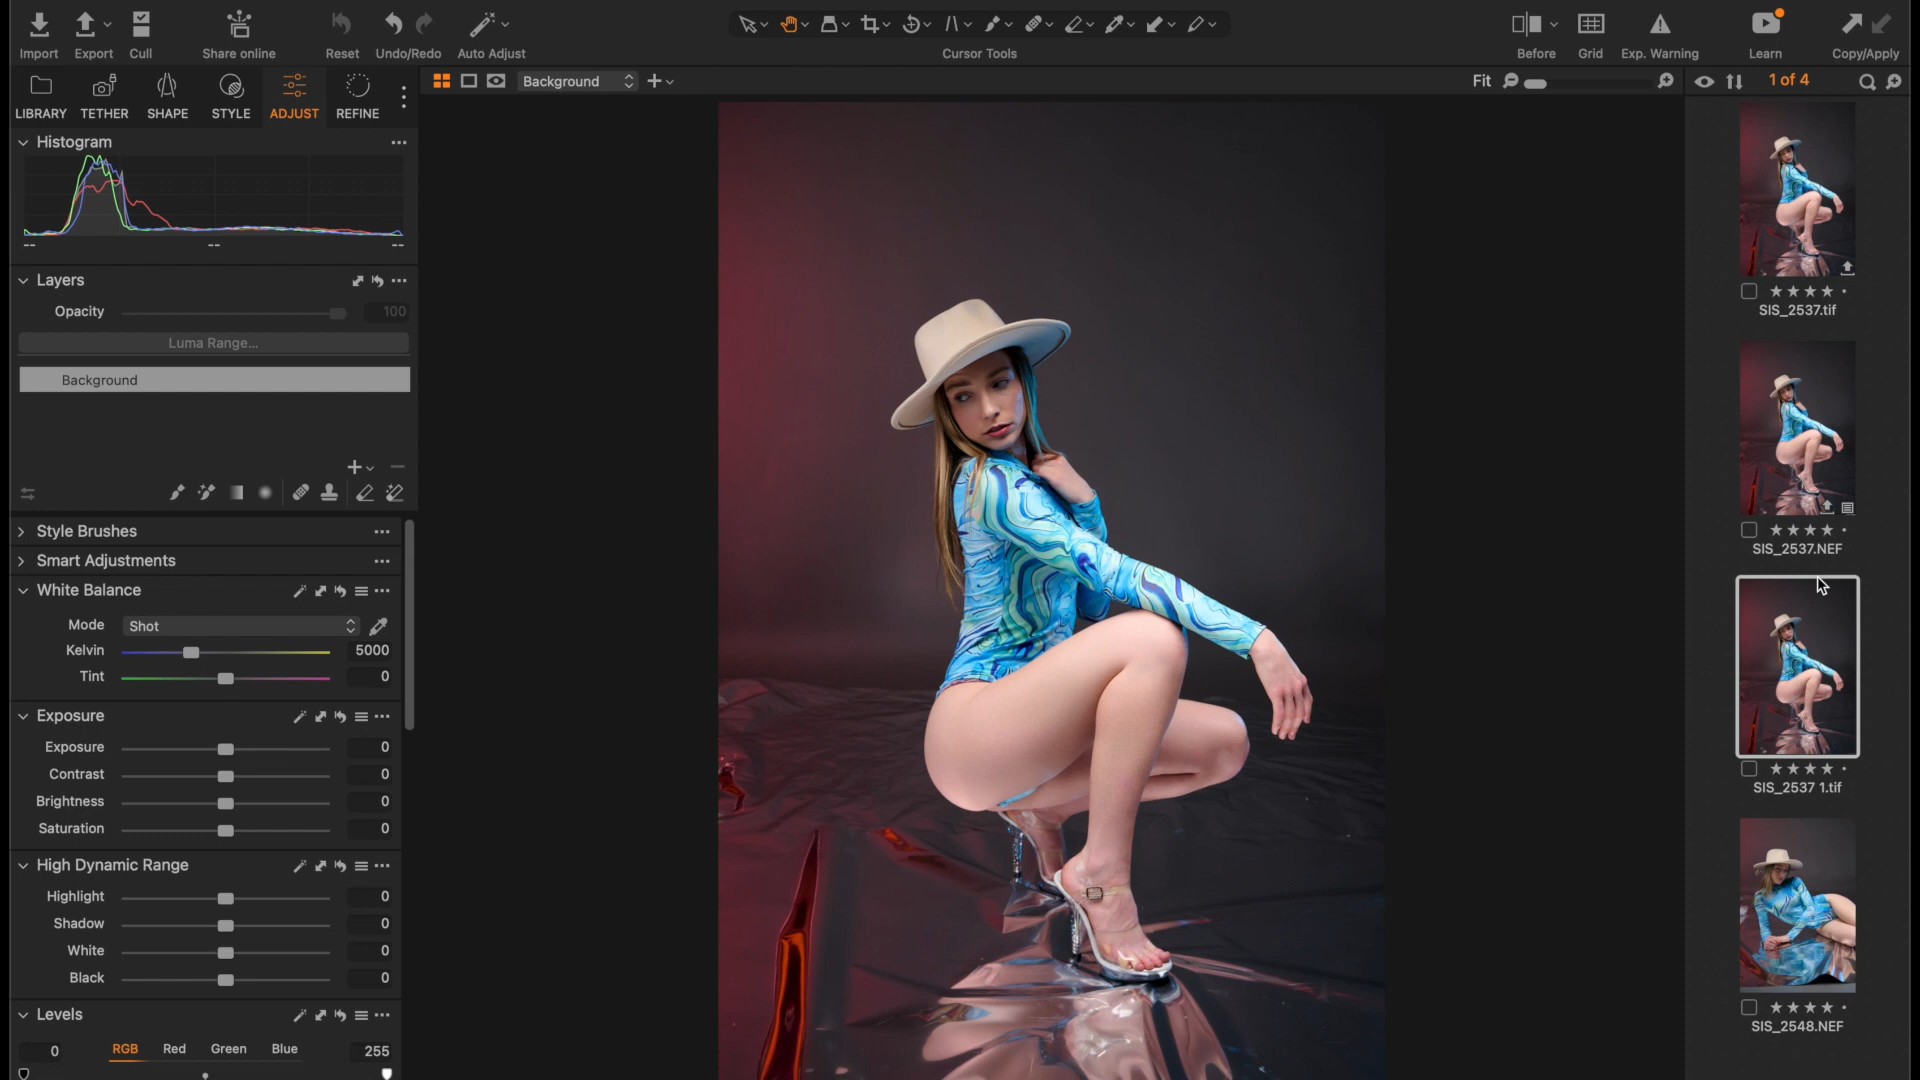 Import Export Cull Share online Reset Undo/Redo Auto Adjust Cursor Tools Before Grid Exp. Warning Learn Copy/Apply
LIBRARY TETHER SHAPE STYLE ADJUST REFINE
Background
Fit
1 of 4
Histogram
-- -- --
Layers
Opacity 100
Luma Range...
Background
Style Brushes
Smart Adjustments
White Balance
Mode Shot
Kelvin 5000
Tint 0
Exposure
Exposure 0
Contrast 0
Brightness 0
Saturation 0
High Dynamic Range
Highlight 0
Shadow 0
White 0
Black 0
Levels
0 RGB Red Green Blue 255
SIS_2537.tif
SIS_2537.NEF
SIS_2537 1.tif
SIS_2548.NEF